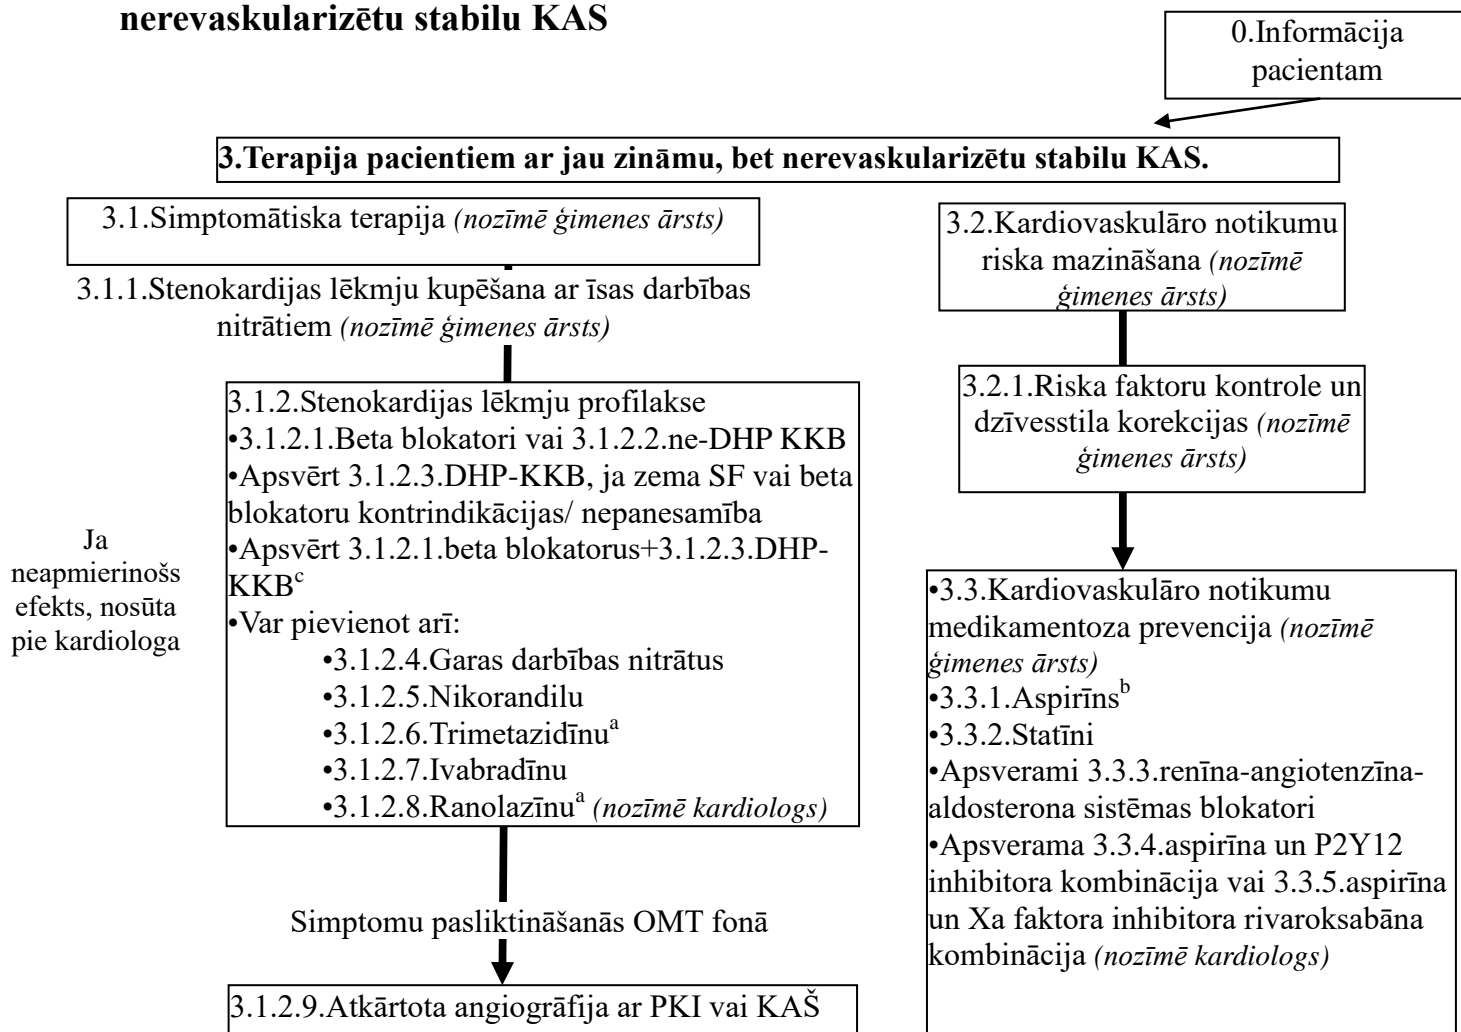 nerevaskularizētu stabilu KAS
0.Informācija
pacientam
3.Terapija pacientiem ar jau zināmu, bet nerevaskularizētu stabilu KAS.
3.1.Simptomātiska terapija (nozīmē ģimenes ārsts)
3.1.1.Stenokardijas lēkmju kupēšana ar īsas darbības
nitrātiem (nozīmē ģimenes ārsts)
3.1.2.Stenokardijas lēkmju profilakse
•3.1.2.1.Beta blokatori vai 3.1.2.2.ne-DHP KKB
•Apsvērt 3.1.2.3.DHP-KKB, ja zema SF vai beta
blokatoru kontrindikācijas/ nepanesamība
•Apsvērt 3.1.2.1.beta blokatorus+3.1.2.3.DHP-
KKBᶜ
•Var pievienot arī:
•3.1.2.4.Garas darbības nitrātus
•3.1.2.5.Nikorandilu
•3.1.2.6.Trimetazidīnuᵃ
•3.1.2.7.Ivabradīnu
•3.1.2.8.Ranolazīnuᵃ (nozīmē kardiologs)
Ja
neapmierinošs
efekts, nosūta
pie kardiologa
Simptomu pasliktināšanās OMT fonā
3.1.2.9.Atkārtota angiogrāfija ar PKI vai KAŠ
3.2.Kardiovaskulāro notikumu
riska mazināšana (nozīmē
ģimenes ārsts)
3.2.1.Riska faktoru kontrole un
dzīvesstila korekcijas (nozīmē
ģimenes ārsts)
•3.3.Kardiovaskulāro notikumu
medikamentoza prevencija (nozīmē
ģimenes ārsts)
•3.3.1.Aspirīnsᵇ
•3.3.2.Statīni
•Apsverami 3.3.3.renīna-angiotenzīna-
aldosterona sistēmas blokatori
•Apsverama 3.3.4.aspirīna un P2Y12
inhibitora kombinācija vai 3.3.5.aspirīna
un Xa faktora inhibitora rivaroksabāna
kombinācija (nozīmē kardiologs)